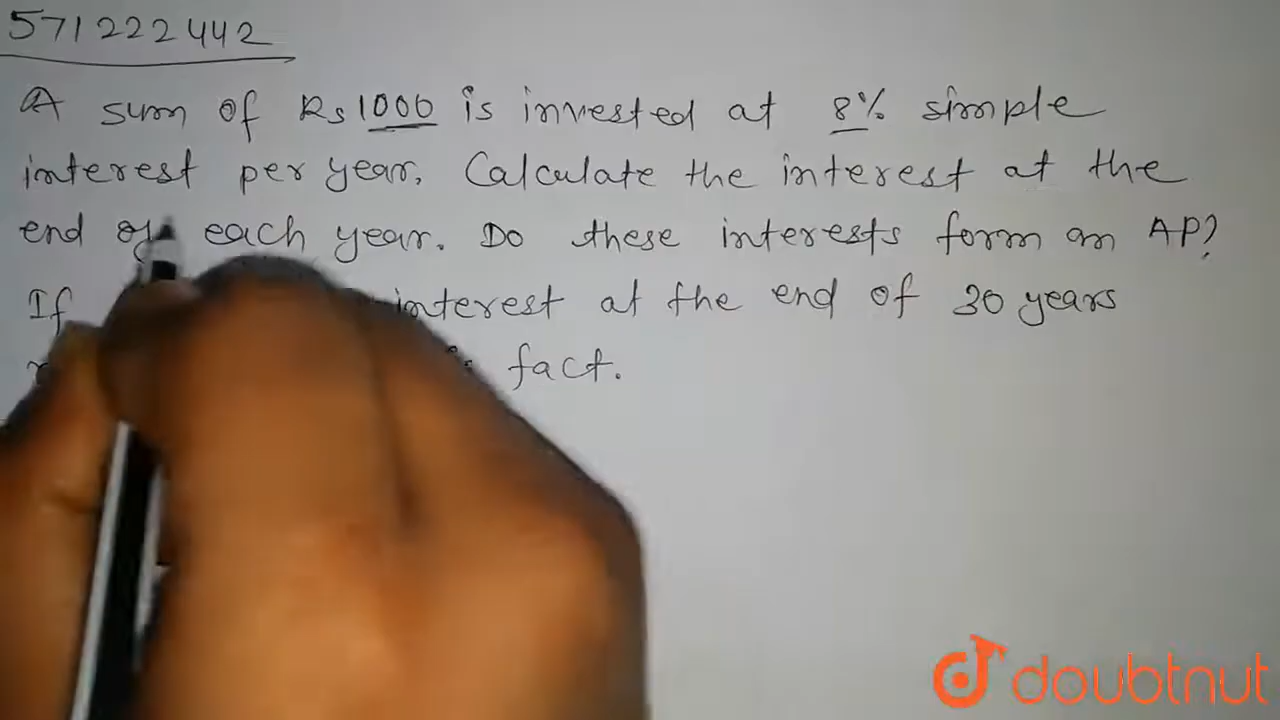 571222442
A sum of Rs 1000 is invested at 8% simple
interest per year. Calculate the interest at the
end of each year. Do these interests form an AP?
If interest at the end of 30 years
fact.
doubtnut